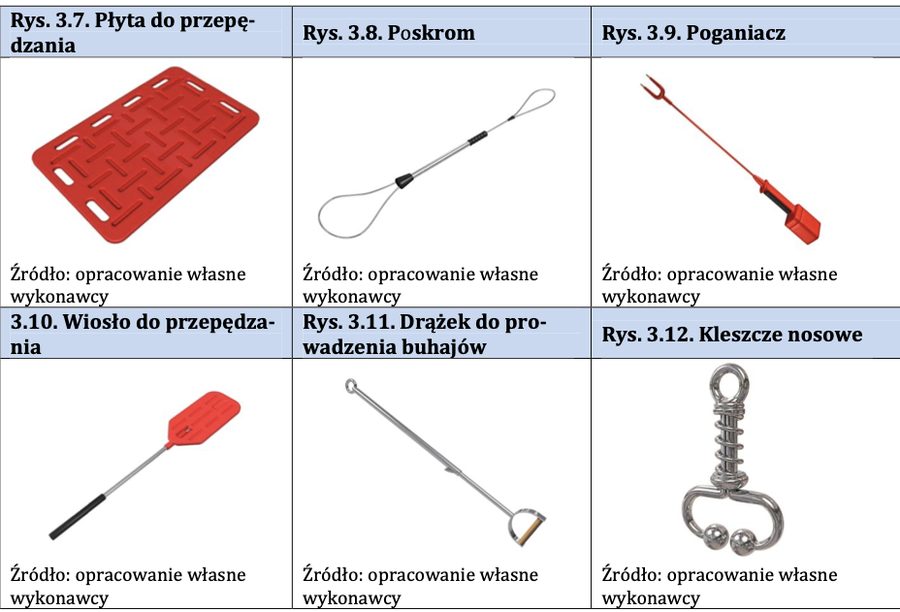 Rys. 3.7. Płyta do przepę-
dzania
Rys. 3.8. Poskrom
Rys. 3.9. Poganiacz
Źródło: opracowanie własne
wykonawcy
Źródło: opracowanie własne
wykonawcy
Źródło: opracowanie własne
wykonawcy
3.10. Wiosło do przepędza-
nia
Rys. 3.11. Drążek do pro-
wadzenia buhajów
Rys. 3.12. Kleszcze nosowe
Źródło: opracowanie własne
wykonawcy
Źródło: opracowanie własne
wykonawcy
Źródło: opracowanie własne
wykonawcy